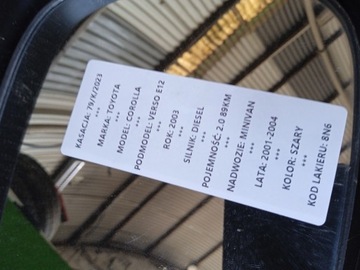 KASACJA: 79/K/2023
***
MARKA: TOYOTA
***
MODEL: COROLLA
***
PODMODEL: VERSO E12
***
ROK: 2003
***
SILNIK: DIESEL
***
POJEMNOŚĆ: 2.0 89KM
***
NADWOZIE: MINIVAN
***
LATA: 2001-2004
***
KOLOR: SZARY
***
KOD LAKIERU: 8N6